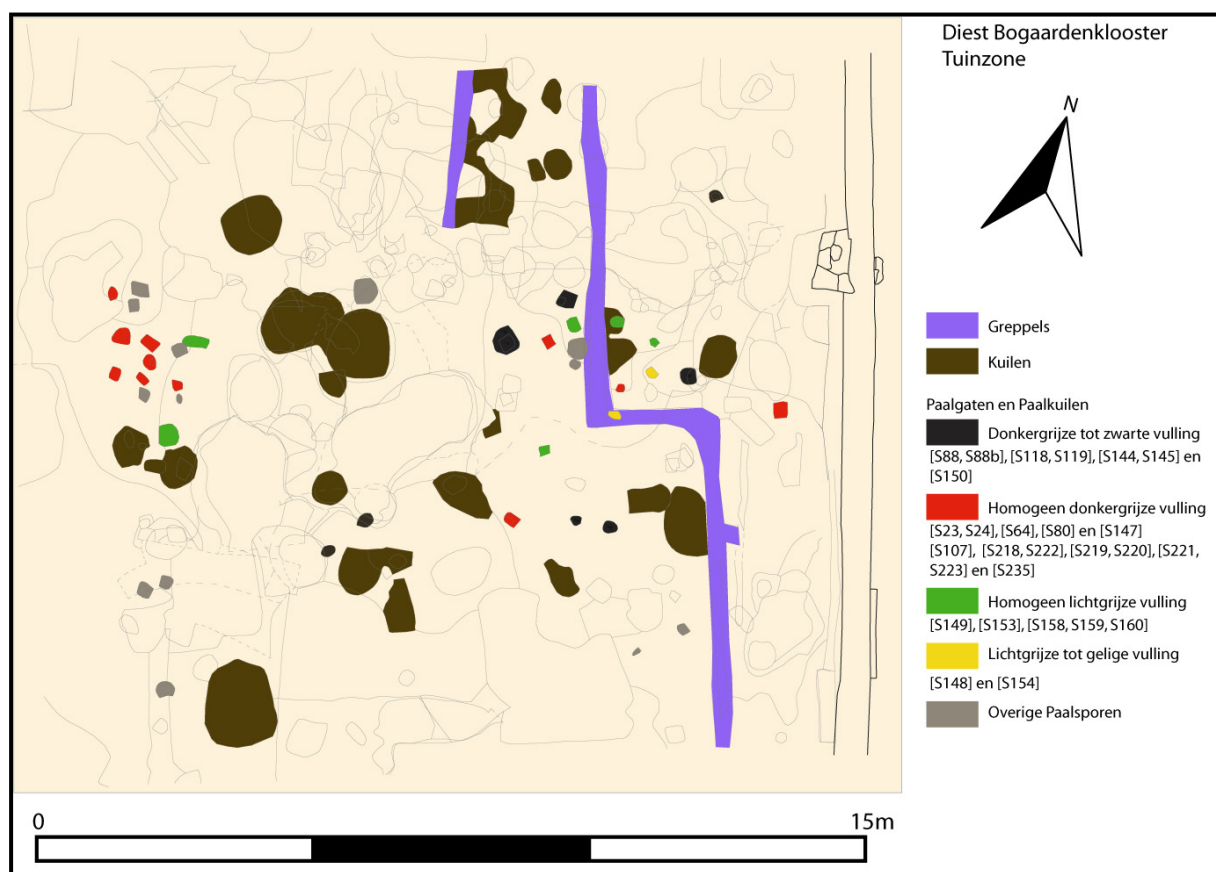 Diest Bogaardenklooster
Tuinzone
N
Greppels
Kuilen
Paalgaten en Paalkuilen
Donkergrijze tot zwarte vulling
[S88, S88b], [S118, S119], [S144, S145] en
[S150]
Homogeen donkergrijze vulling
[S23, S24], [S64], [S80] en [S147]
[S107], [S218, S222], [S219, S220], [S221,
S223] en [S235]
Homogeen lichtgrijze vulling
[S149], [S153], [S158, S159, S160]
Lichtgrijze tot gelige vulling
[S148] en [S154]
Overige Paalsporen
0 15m